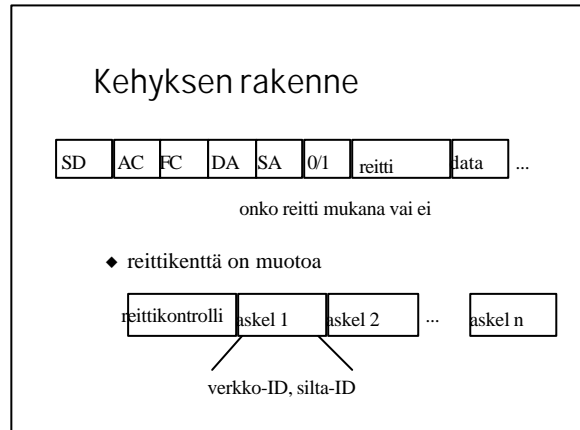 Kehyksen rakenne
SD AC FC DA SA 0/1 reitti data ...
onko reitti mukana vai ei
◆ reittikenttä on muotoa
reittikontrolli askel 1 askel 2 ... askel n
verkko-ID, silta-ID